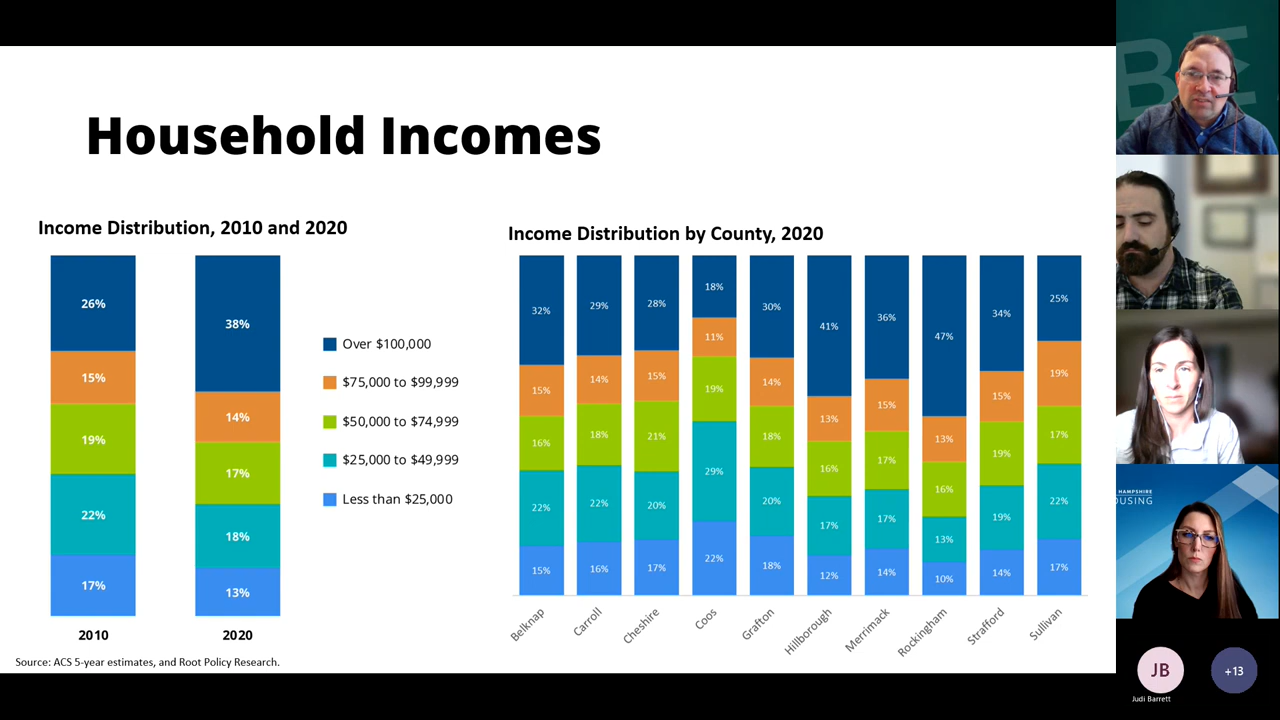 Household Incomes
Income Distribution, 2010 and 2020
26%
15%
19%
22%
17%
2010
38%
14%
17%
18%
13%
2020
Over $100,000
$75,000 to $99,999
$50,000 to $74,999
$25,000 to $49,999
Less than $25,000
Source: ACS 5-year estimates, and Root Policy Research.
Income Distribution by County, 2020
32% 29% 28% 18% 30% 41% 36% 47% 34% 25%
15% 14% 15% 11% 14% 13% 15% 13% 15% 19%
16% 18% 21% 19% 18% 16% 17% 16% 19% 17%
22% 22% 20% 29% 20% 17% 17% 13% 19% 22%
15% 16% 17% 22% 18% 12% 14% 10% 14% 17%
Belknap Carroll Cheshire Coos Grafton Hillborough Merrimack Rockingham Strafford Sullivan
BE
HAMPSHIRE
OUSING
JB
Judi Barrett
+13